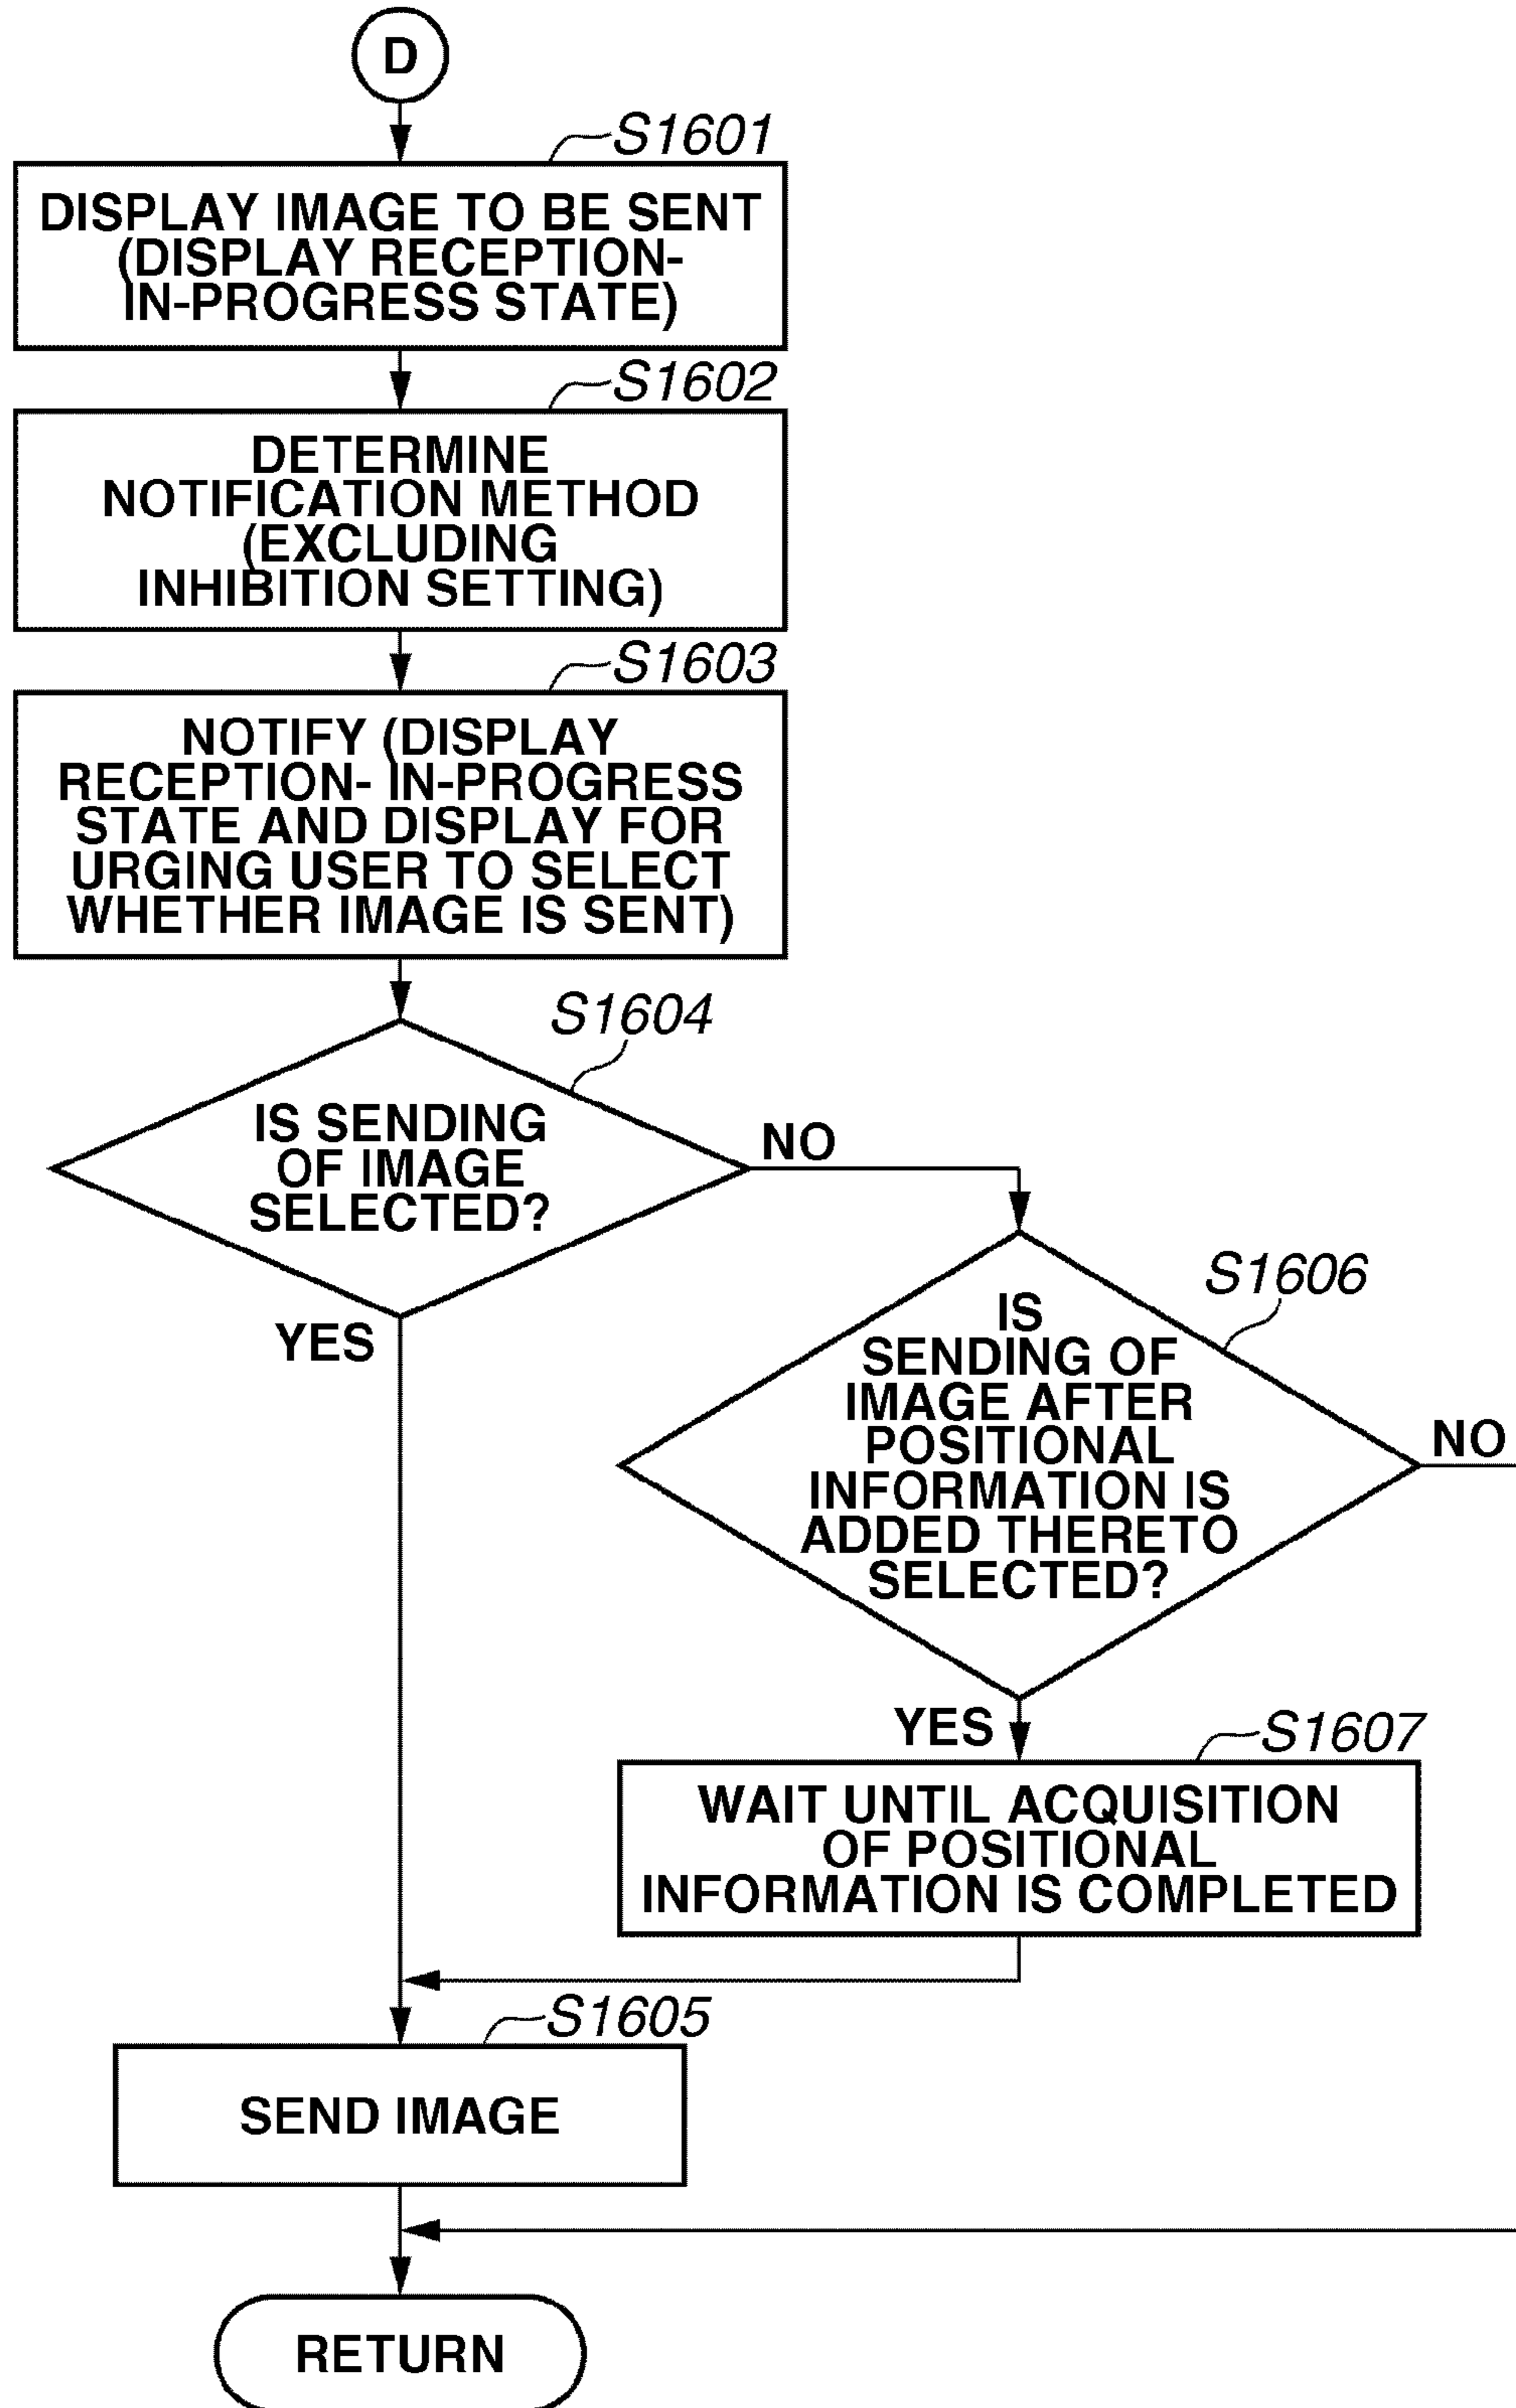 D
S1601
DISPLAY IMAGE TO BE SENT
(DISPLAY RECEPTION-
IN-PROGRESS STATE)
S1602
DETERMINE
NOTIFICATION METHOD
(EXCLUDING
INHIBITION SETTING)
S1603
NOTIFY (DISPLAY
RECEPTION- IN-PROGRESS
STATE AND DISPLAY FOR
URGING USER TO SELECT
WHETHER IMAGE IS SENT)
S1604
IS SENDING
OF IMAGE
SELECTED?
NO
YES
S1606
IS
SENDING OF
IMAGE AFTER
POSITIONAL
INFORMATION IS
ADDED THERETO
SELECTED?
NO
YES
S1607
WAIT UNTIL ACQUISITION
OF POSITIONAL
INFORMATION IS COMPLETED
S1605
SEND IMAGE
RETURN